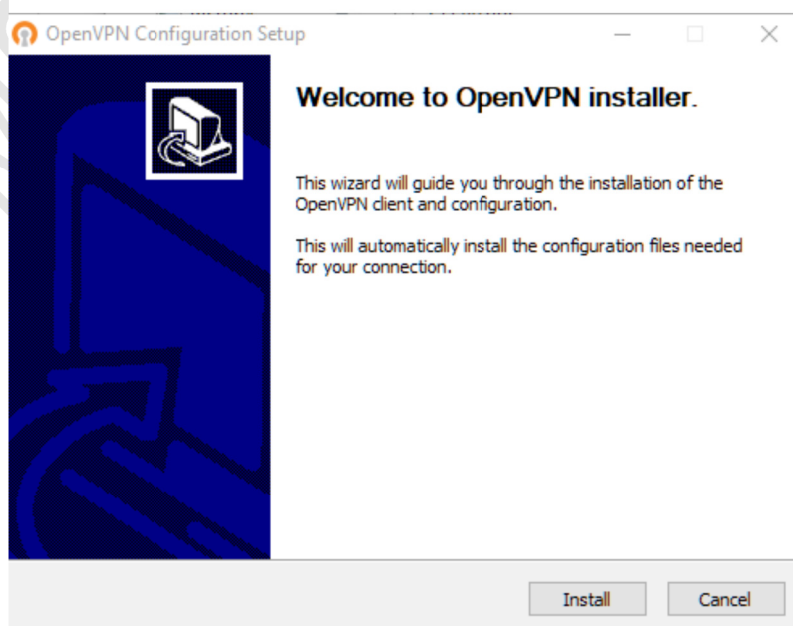 OpenVPN Configuration Setup
Welcome to OpenVPN installer.
This wizard will guide you through the installation of the
OpenVPN client and configuration.
This will automatically install the configuration files needed
for your connection.
Install
Cancel